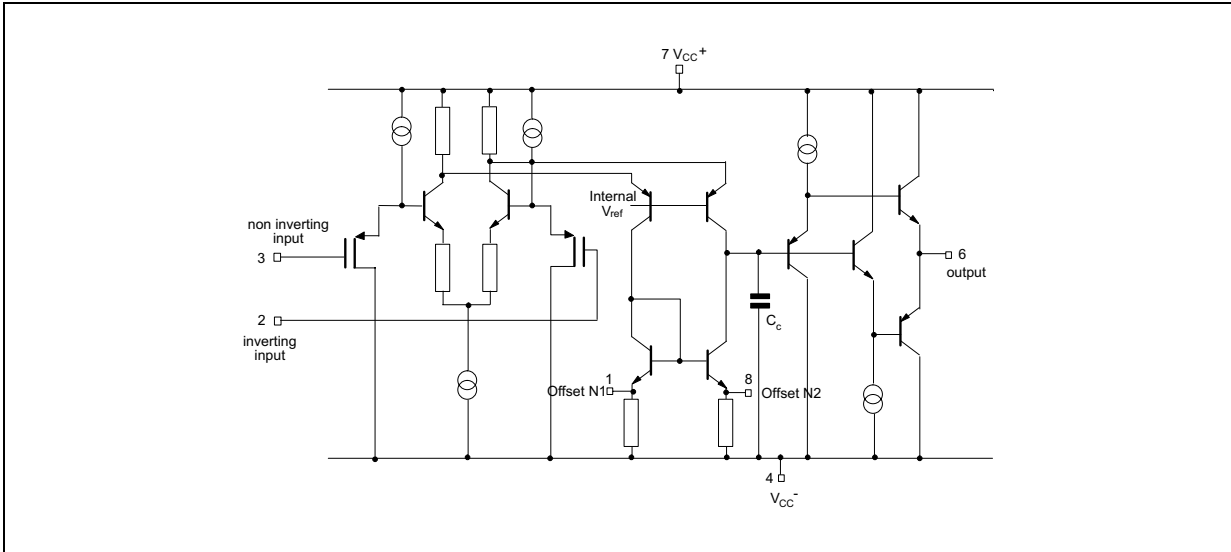 7 VCC+
Internal
Vref
non inverting
input
3
6
output
2
inverting
input
Cc
1
Offset N1
8
Offset N2
4
VCC-